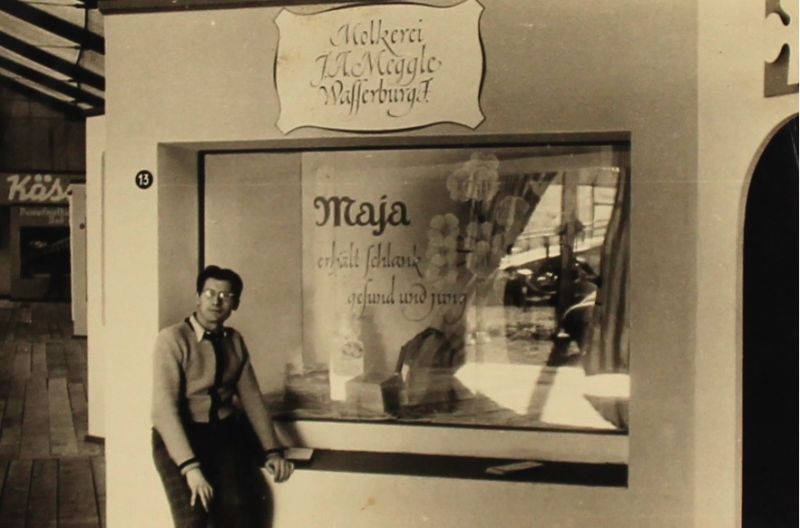 Molkerei
J.A. Meggle
Waſſerburg J.
13
Maja
erhält ſchlank
geſund und jung
Käse